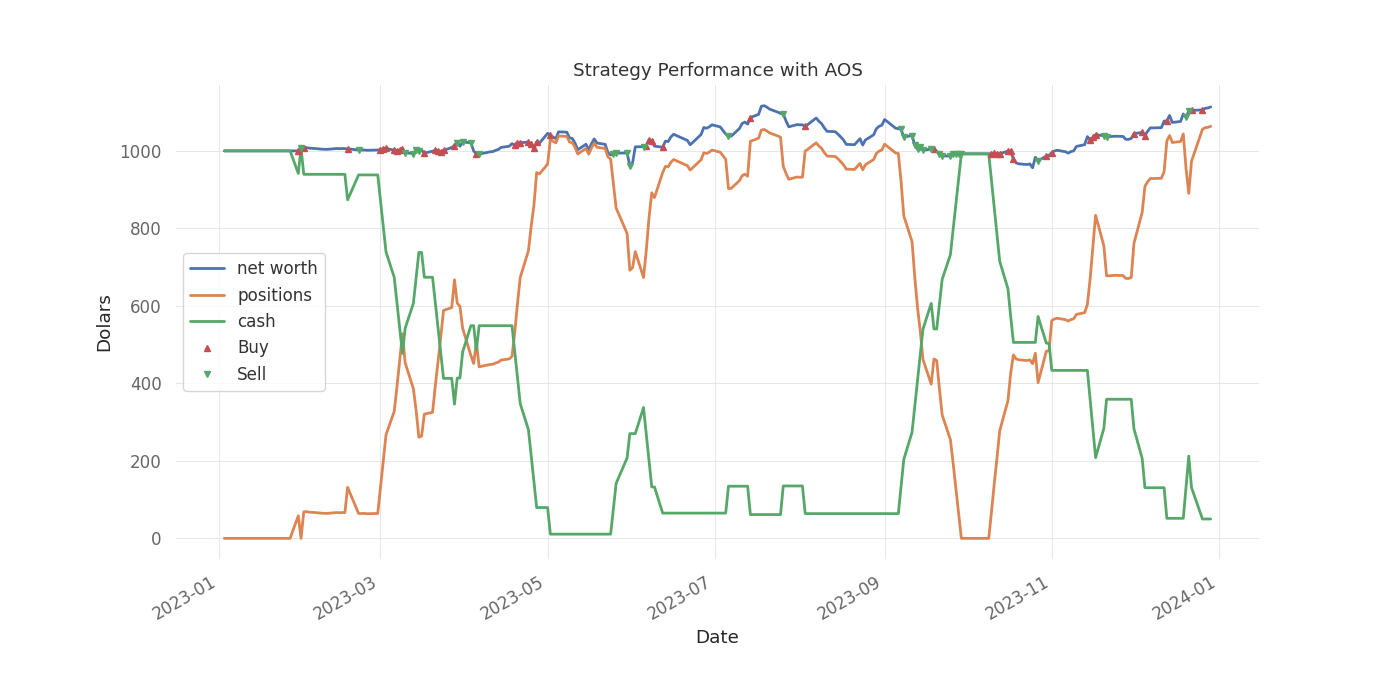 Strategy Performance with AOS
1000
800
600
400
200
0
Dolars
net worth
positions
cash
Buy
Sell
2023-01
2023-03
2023-05
2023-07
2023-09
2023-11
2024-01
Date